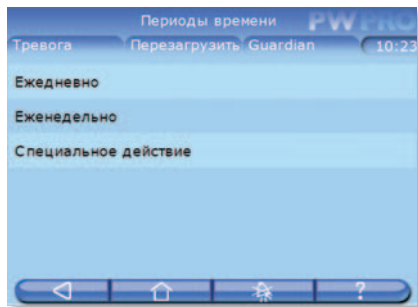 Периоды времени PWPRO
Тревога Перезагрузить Guardian 10:23
Ежедневно
Еженедельно
Специальное действие
?